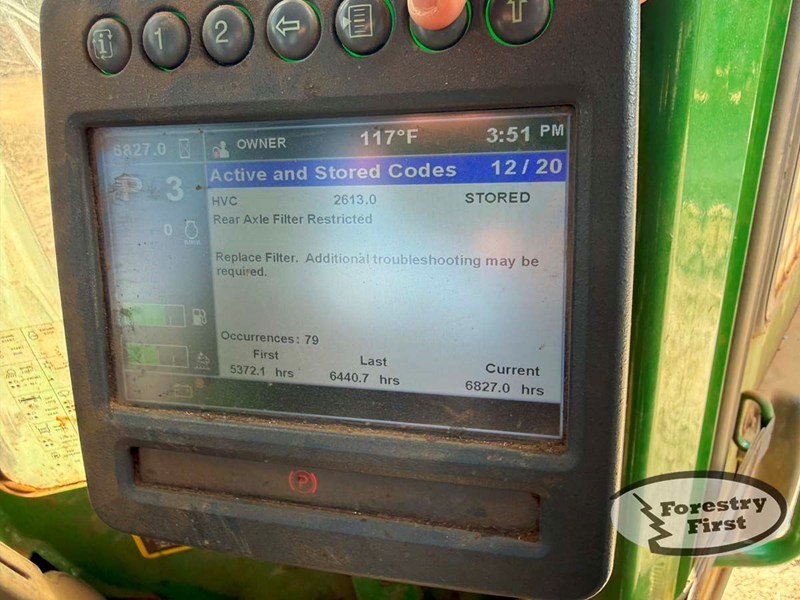 1
2
6827.0
OWNER
117°F
3:51 PM
Active and Stored Codes 12 / 20
P 3
HVC 2613.0 STORED
Rear Axle Filter Restricted
0
Replace Filter. Additional troubleshooting may be
required.
Occurrences: 79
First Last Current
5372.1 hrs 6440.7 hrs 6827.0 hrs
P
Forestry
First